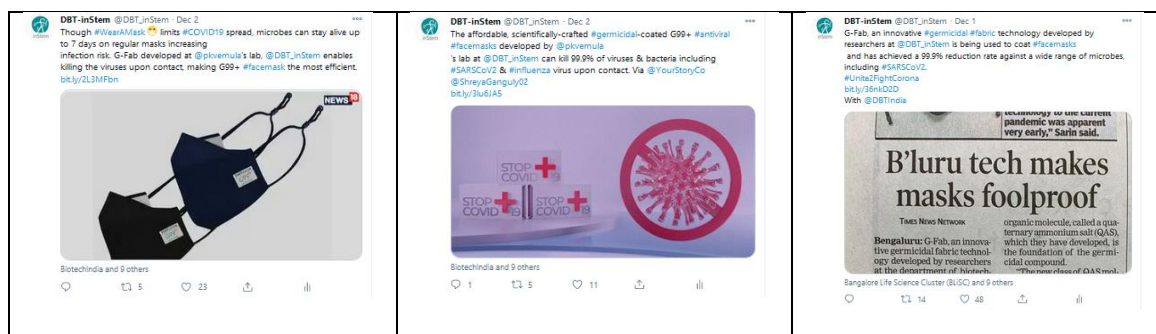 DBT-inStem @DBT_inStem · Dec 2
Though #WearAMask 😷 limits #COVID19 spread, microbes can stay alive up
to 7 days on regular masks increasing
infection risk. G-Fab developed at @pkvemula's lab, @DBT_inStem enables
killing the viruses upon contact, making G99+ #facemask the most efficient.
bit.ly/2L3MFbn
NEWS18
BiotechIndia and 9 others
5 23
DBT-inStem @DBT_inStem · Dec 2
The affordable, scientifically-crafted #germicidal-coated G99+ #antiviral
#facemasks developed by @pkvemula
's lab at @DBT_inStem can kill 99.9% of viruses & bacteria including
#SARSCoV2 & #influenza virus upon contact. Via @YourStoryCo
@ShreyaGanguly02
bit.ly/3lu6JA5
STOP
COVID 19
STOP
COVID 19
STOP
COVID 19
BiotechIndia and 9 others
1 5 11
DBT-inStem @DBT_inStem · Dec 1
G-Fab, an innovative #germicidal #fabric technology developed by
researchers at @DBT_inStem is being used to coat #facemasks
and has achieved a 99.9% reduction rate against a wide range of microbes,
including #SARSCoV2.
#Unite2FightCorona
bit.ly/36nkD2D
With @DBTIndia
technology to the current
pandemic was apparent
very early," Sarin said.
B'luru tech makes
masks foolproof
TIMES NEWS NETWORK
Bengaluru: G-Fab, an innova-
tive germicidal fabric technol-
ogy developed by researchers
at the department of biotech-
organic molecule, called a qua-
ternary ammonium salt (QAS),
which they have developed, is
the foundation of the germi-
cidal compound.
"The new class of QAS mol-
Bangalore Life Science Cluster (BLiSC) and 9 others
14 48